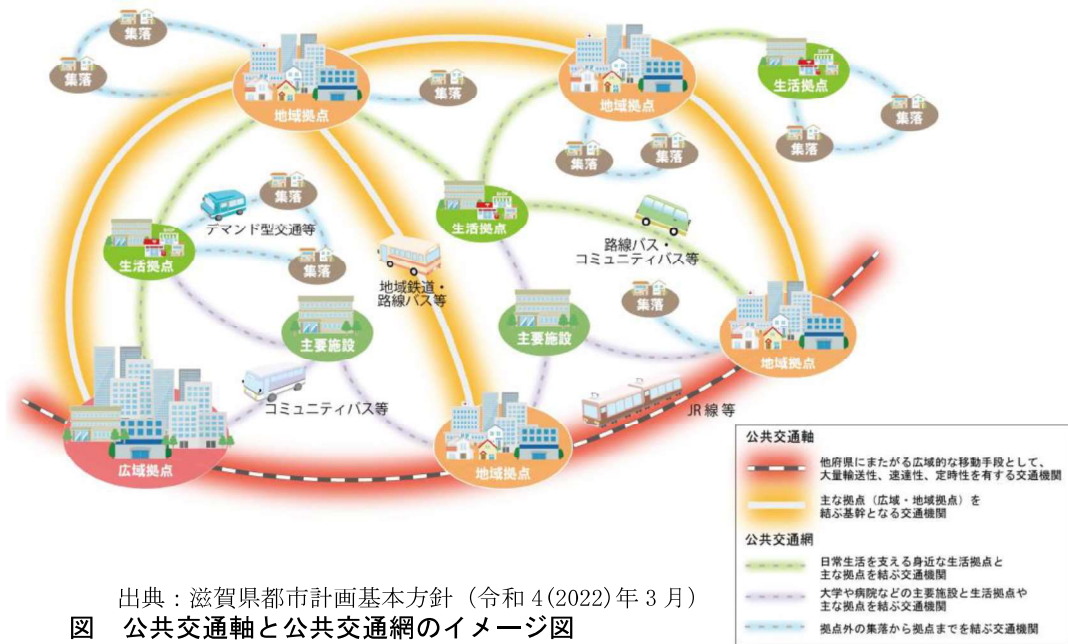 集落
集落
地域拠点
集落
地域拠点
生活拠点
集落
集落
集落
集落
集落
デマンド型交通等
生活拠点
集落
生活拠点
路線バス・
コミュニティバス等
地域鉄道・
路線バス等
集落
主要施設
主要施設
地域拠点
コミュニティバス等
JR線等
広域拠点
地域拠点
公共交通軸
他府県にまたがる広域的な移動手段として、
大量輸送性、速達性、定時性を有する交通機関
主な拠点（広域・地域拠点）を
結ぶ基幹となる交通機関
公共交通網
日常生活を支える身近な生活拠点と
主な拠点を結ぶ交通機関
大学や病院などの主要施設と生活拠点や
主な拠点を結ぶ交通機関
拠点外の集落から拠点までを結ぶ交通機関
出典：滋賀県都市計画基本方針（令和4(2022)年3月）
図　公共交通軸と公共交通網のイメージ図